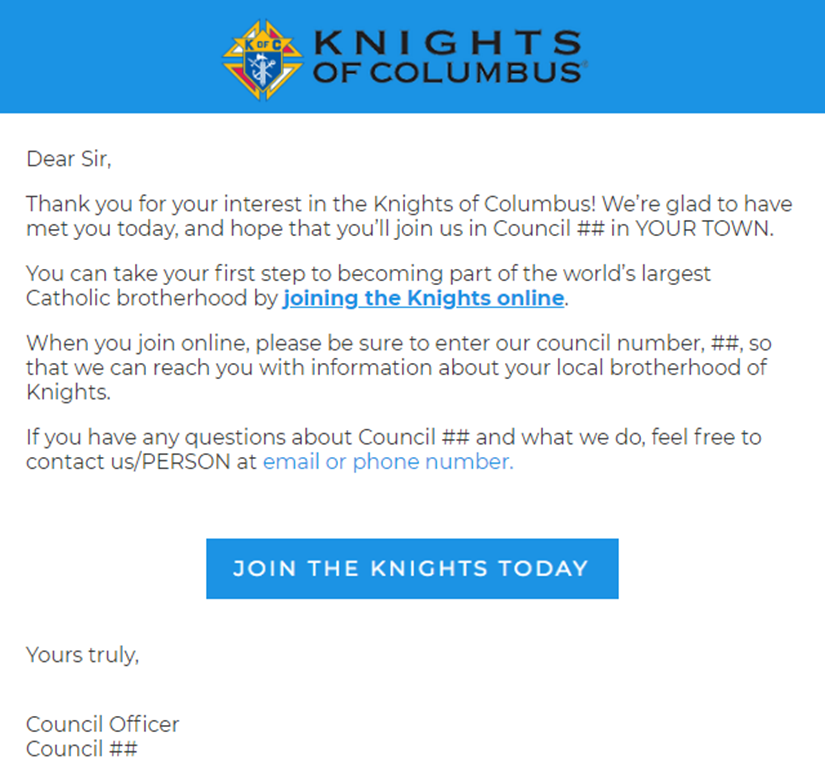 K OF C
KNIGHTS
OF COLUMBUS®
Dear Sir,
Thank you for your interest in the Knights of Columbus! We’re glad to have
met you today, and hope that you’ll join us in Council ## in YOUR TOWN.
You can take your first step to becoming part of the world’s largest
Catholic brotherhood by joining the Knights online.
When you join online, please be sure to enter our council number, ##, so
that we can reach you with information about your local brotherhood of
Knights.
If you have any questions about Council ## and what we do, feel free to
contact us/PERSON at email or phone number.
JOIN THE KNIGHTS TODAY
Yours truly,
Council Officer
Council ##